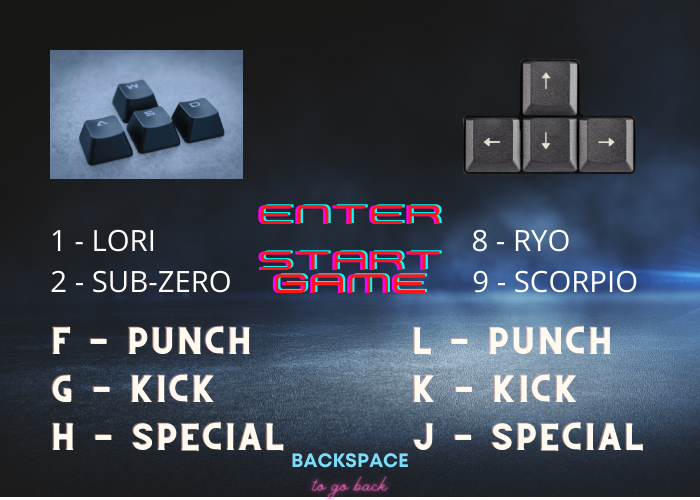 W
A S D
↑
← ↓ →
ENTER
START
GAME
1 - LORI
2 - SUB-ZERO
8 - RYO
9 - SCORPIO
F - PUNCH
G - KICK
H - SPECIAL
L - PUNCH
K - KICK
J - SPECIAL
BACKSPACE
to go back